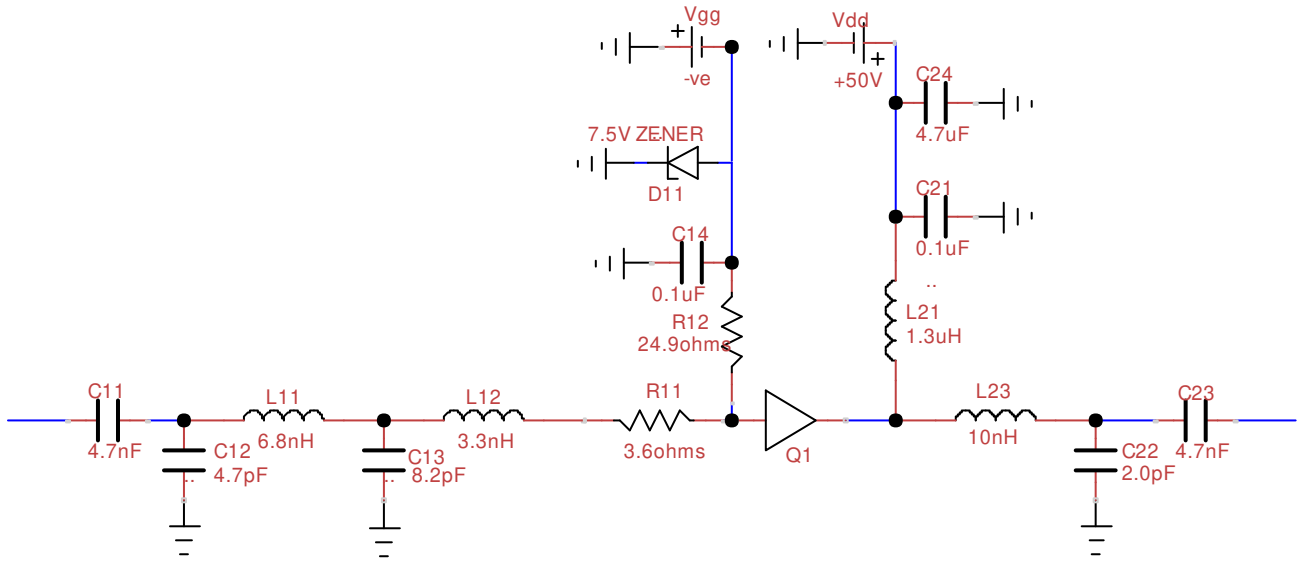 Vgg
+
-ve
Vdd
+
+50V
C24
4.7uF
7.5V ZENER
D11
C21
0.1uF
C14
0.1uF
R12
24.9ohms
L21
1.3uH
C11
4.7nF
L11
6.8nH
L12
3.3nH
R11
3.6ohms
Q1
L23
10nH
C23
4.7nF
C12
4.7pF
C13
8.2pF
C22
2.0pF